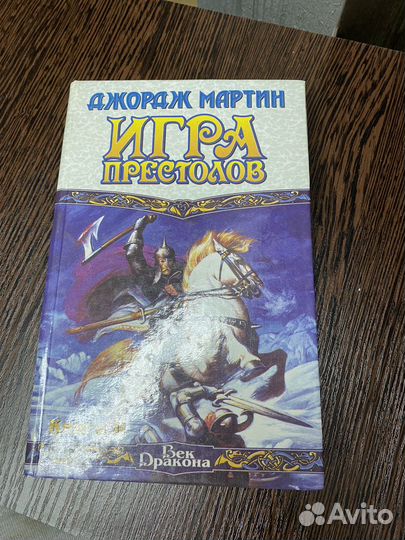 ДЖОРДЖ МАРТИН
ИГРА
ПРЕСТОЛОВ
Век
Дракона
Avito